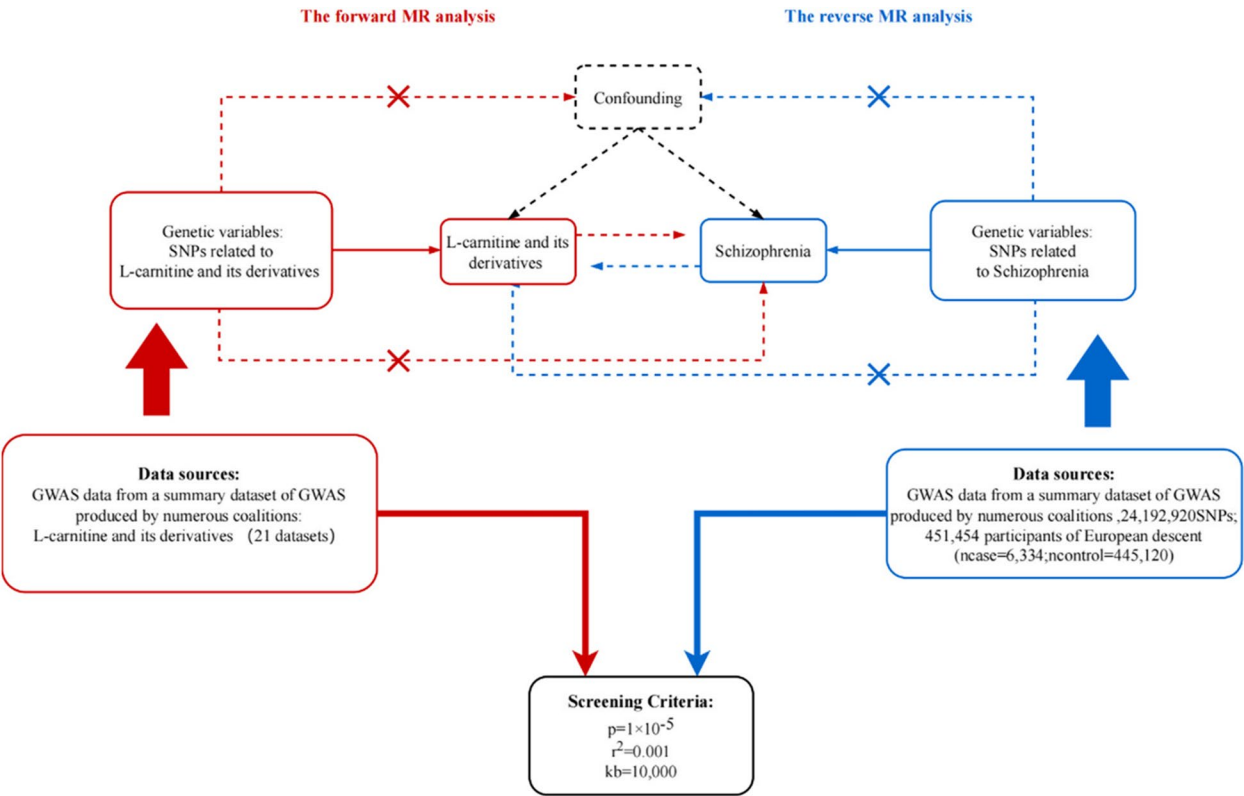 The forward MR analysis
The reverse MR analysis
Confounding
Genetic variables:
SNPs related to
L-carnitine and its derivatives
L-carnitine and its
derivatives
Schizophrenia
Genetic variables:
SNPs related
to Schizophrenia
Data sources:
GWAS data from a summary dataset of GWAS
produced by numerous coalitions:
L-carnitine and its derivatives (21 datasets)
Data sources:
GWAS data from a summary dataset of GWAS
produced by numerous coalitions ,24,192,920SNPs;
451,454 participants of European descent
(ncase=6,334;ncontrol=445,120)
Screening Criteria:
p=1×10⁻⁵
r²=0.001
kb=10,000